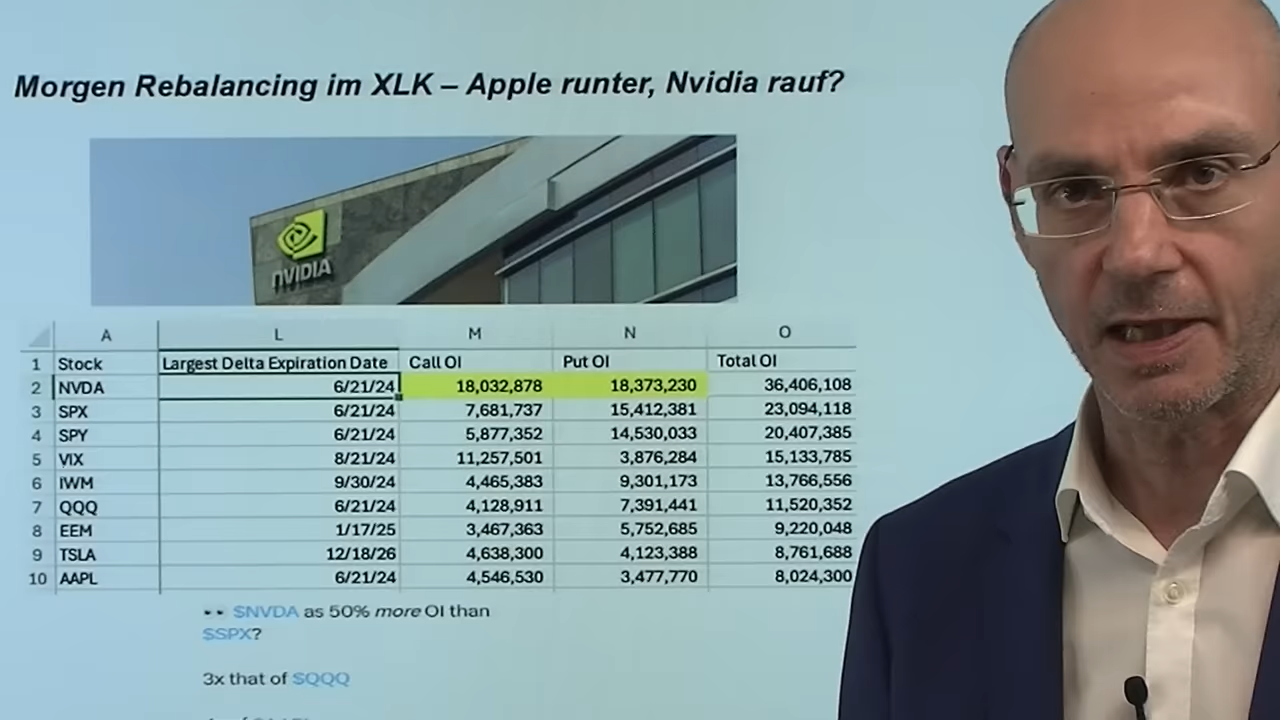 Morgen Rebalancing im XLK – Apple runter, Nvidia rauf?
NVIDIA
A L M N O
1 Stock Largest Delta Expiration Date Call OI Put OI Total OI
2 NVDA 6/21/24 18,032,878 18,373,230 36,406,108
3 SPX 6/21/24 7,681,737 15,412,381 23,094,118
4 SPY 6/21/24 5,877,352 14,530,033 20,407,385
5 VIX 8/21/24 11,257,501 3,876,284 15,133,785
6 IWM 9/30/24 4,465,383 9,301,173 13,766,556
7 QQQ 6/21/24 4,128,911 7,391,441 11,520,352
8 EEM 1/17/25 3,467,363 5,752,685 9,220,048
9 TSLA 12/18/26 4,638,300 4,123,388 8,761,688
10 AAPL 6/21/24 4,546,530 3,477,770 8,024,300
👀 $NVDA as 50% more OI than
$SPX?
3x that of $QQQ